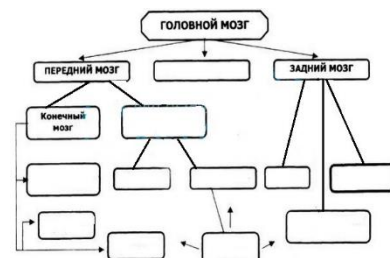 ГОЛОВНОЙ МОЗГ
ПЕРЕДНИЙ МОЗГ
ЗАДНИЙ МОЗГ
Конечный
мозг